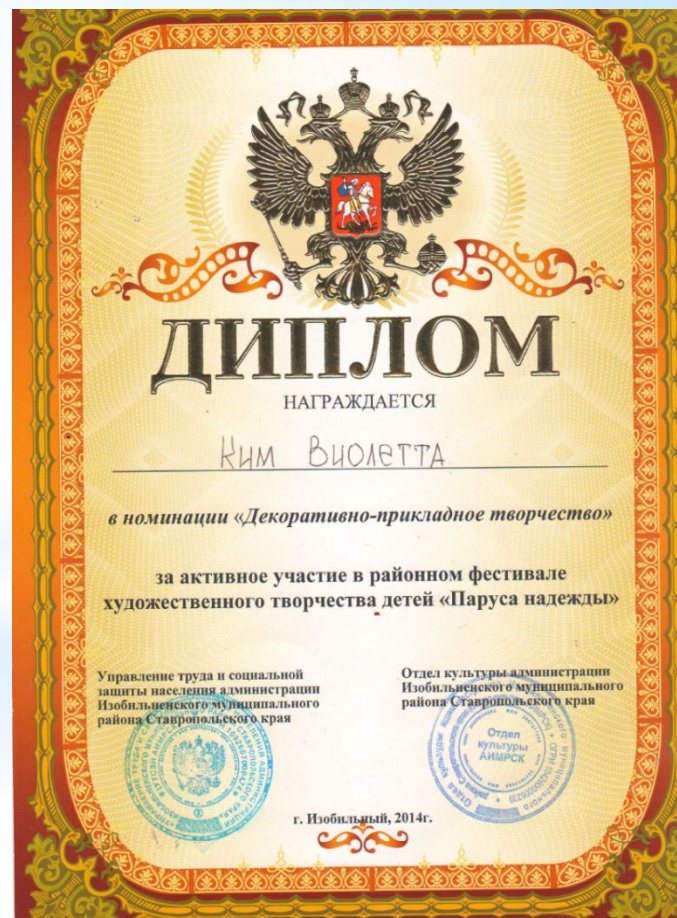 ДИПЛОМ
НАГРАЖДАЕТСЯ
Ким Виолетта
в номинации «Декоративно-прикладное творчество»
за активное участие в районном фестивале
художественного творчества детей «Паруса надежды»
Управление труда и социальной
защиты населения администрации
Изобильненского муниципального
района Ставропольского края
Отдел культуры администрации
Изобильненского муниципального
района Ставропольского края
Отдел
культуры
АИМРСК
г. Изобильный, 2014г.